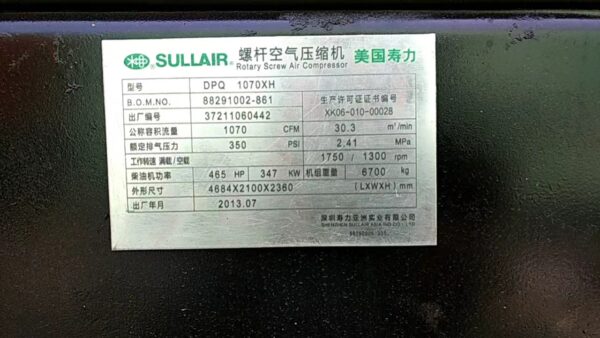 SULLAIR® 螺杆空气压缩机 美国寿力
Rotary Screw Air Compressor
型号 DPQ 1070XH
B.O.M.NO. 88291002-861 生产许可证证书编号
出厂编号 37211060442 XK06-010-00028
公称容积流量 1070 CFM 30.3 m³/min
额定排气压力 350 PSI 2.41 MPa
工作转速 满载/空载 1750 / 1300 rpm
柴油机功率 465 HP 347 KW 机组重量 6700 kg
外形尺寸 4684X2100X2360 (LXWXH) mm
出厂年月 2013.07
深圳寿力亚洲实业有限公司
SHENZHEN SULLAIR ASIA IND CO., LTD